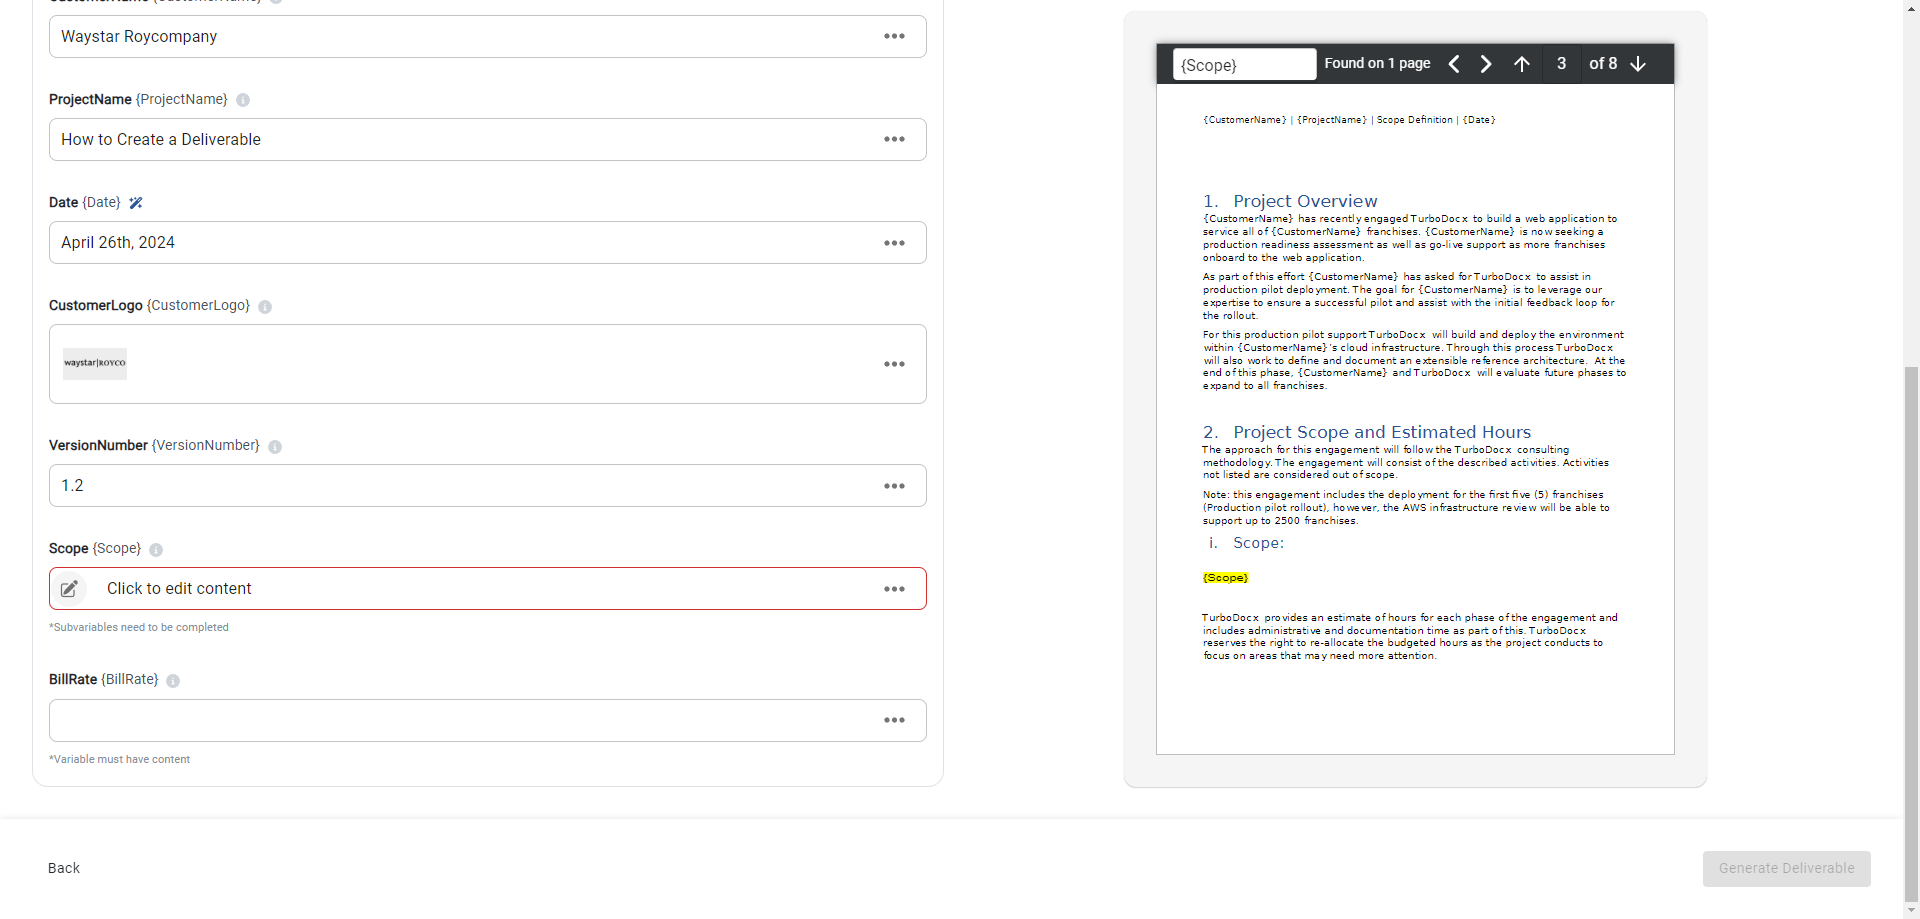 CustomerName {CustomerName}
Waystar Roycompany
ProjectName {ProjectName}
How to Create a Deliverable
Date {Date}
April 26th, 2024
CustomerLogo {CustomerLogo}
waystar|ROYCO
VersionNumber {VersionNumber}
1.2
Scope {Scope}
Click to edit content
*Subvariables need to be completed
BillRate {BillRate}
*Variable must have content
Back
{Scope} Found on 1 page 3 of 8
{CustomerName} | {ProjectName} | Scope Definition | {Date}
1. Project Overview
{CustomerName} has recently engaged TurboDocx to build a web application to
service all of {CustomerName} franchises. {CustomerName} is now seeking a
production readiness assessment as well as go-live support as more franchises
onboard to the web application.
As part of this effort {CustomerName} has asked for TurboDocx to assist in
production pilot deployment. The goal for {CustomerName} is to leverage our
expertise to ensure a successful pilot and assist with the initial feedback loop for
the rollout.
For this production pilot support TurboDocx will build and deploy the environment
within {CustomerName}'s cloud infrastructure. Through this process TurboDocx
will also work to define and document an extensible reference architecture. At the
end of this phase, {CustomerName} and TurboDocx will evaluate future phases to
expand to all franchises.
2. Project Scope and Estimated Hours
The approach for this engagement will follow the TurboDocx consulting
methodology. The engagement will consist of the described activities. Activities
not listed are considered out of scope.
Note: this engagement includes the deployment for the first five (5) franchises
(Production pilot rollout), however, the AWS infrastructure review will be able to
support up to 2500 franchises.
i. Scope:
{Scope}
TurboDocx provides an estimate of hours for each phase of the engagement and
includes administrative and documentation time as part of this. TurboDocx
reserves the right to re-allocate the budgeted hours as the project conducts to
focus on areas that may need more attention.
Generate Deliverable